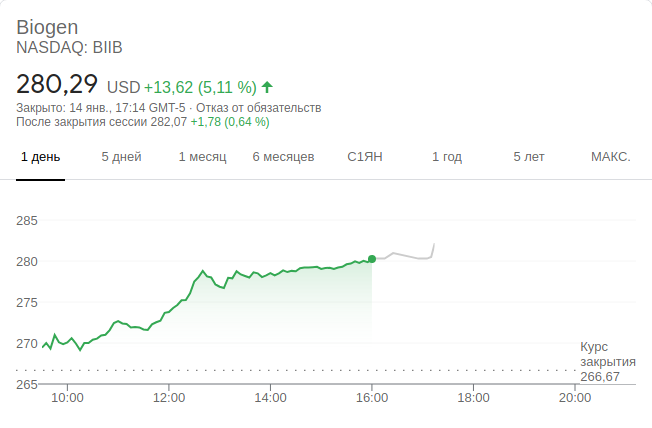 Biogen
NASDAQ: BIIB
280,29 USD +13,62 (5,11 %)
Закрыто: 14 янв., 17:14 GMT-5 · Отказ от обязательств
После закрытия сессии 282,07 +1,78 (0,64 %)
1 день 5 дней 1 месяц 6 месяцев С1ЯН 1 год 5 лет МАКС.
285
280
275
270
Курс
закрытия
266,67
265
10:00 12:00 14:00 16:00 18:00 20:00